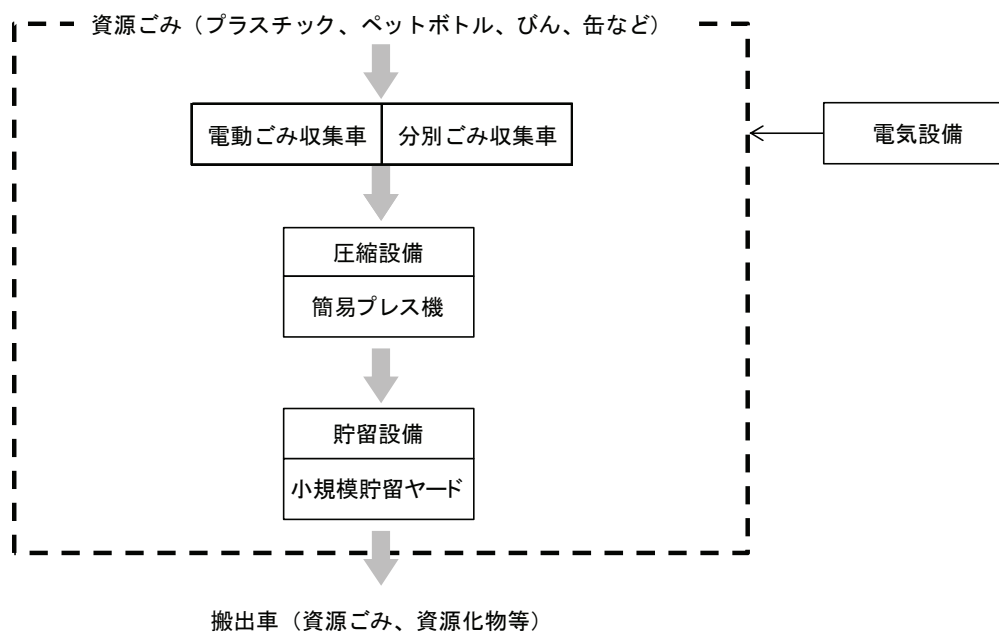 資源ごみ（プラスチック、ペットボトル、びん、缶など）
電動ごみ収集車
分別ごみ収集車
電気設備
圧縮設備
簡易プレス機
貯留設備
小規模貯留ヤード
搬出車（資源ごみ、資源化物等）